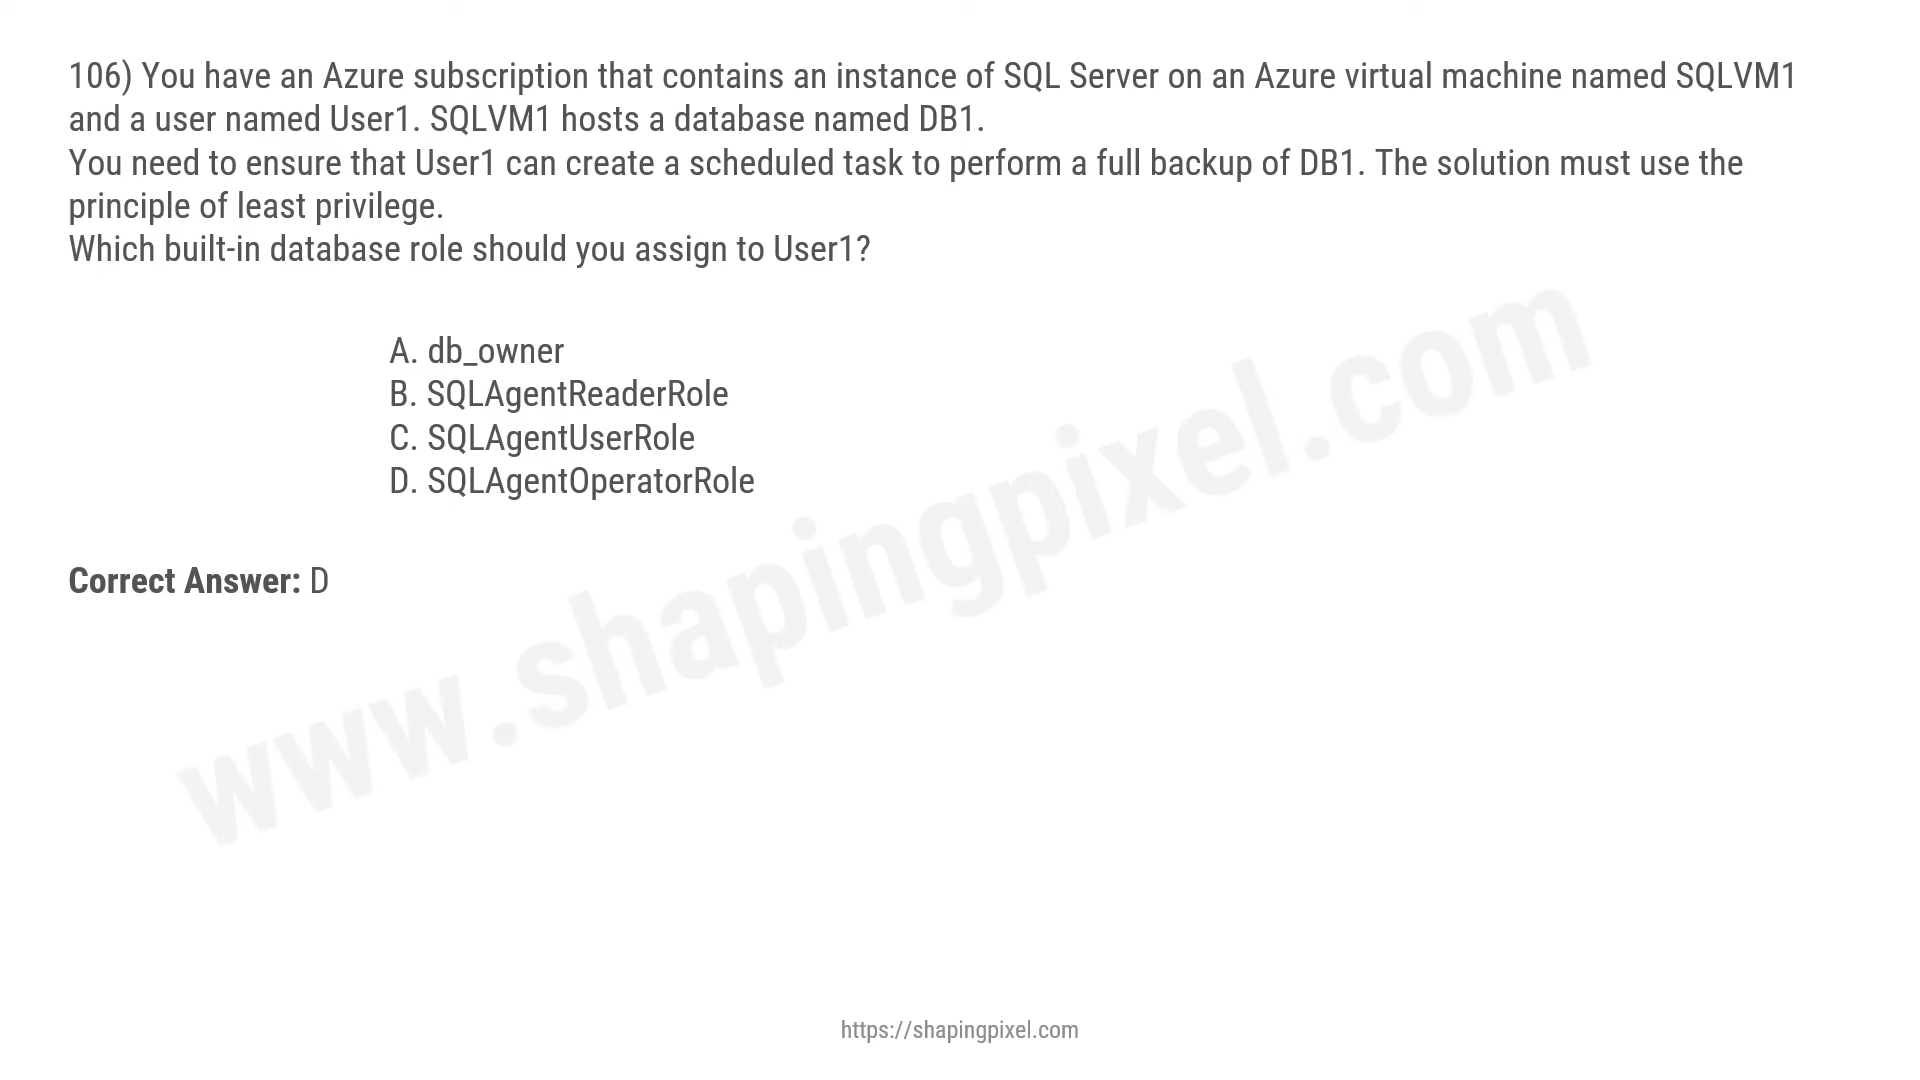 106) You have an Azure subscription that contains an instance of SQL Server on an Azure virtual machine named SQLVM1
and a user named User1. SQLVM1 hosts a database named DB1.
You need to ensure that User1 can create a scheduled task to perform a full backup of DB1. The solution must use the
principle of least privilege.
Which built-in database role should you assign to User1?
A. db_owner
B. SQLAgentReaderRole
C. SQLAgentUserRole
D. SQLAgentOperatorRole
Correct Answer: D
www.shapingpixel.com
https://shapingpixel.com